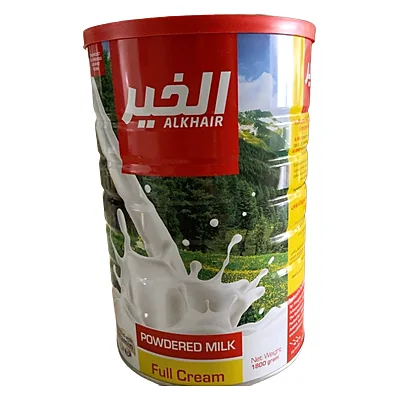 الخير
ALKHAIR
POWDERED MILK
Full Cream
Net Weight
1800 gram